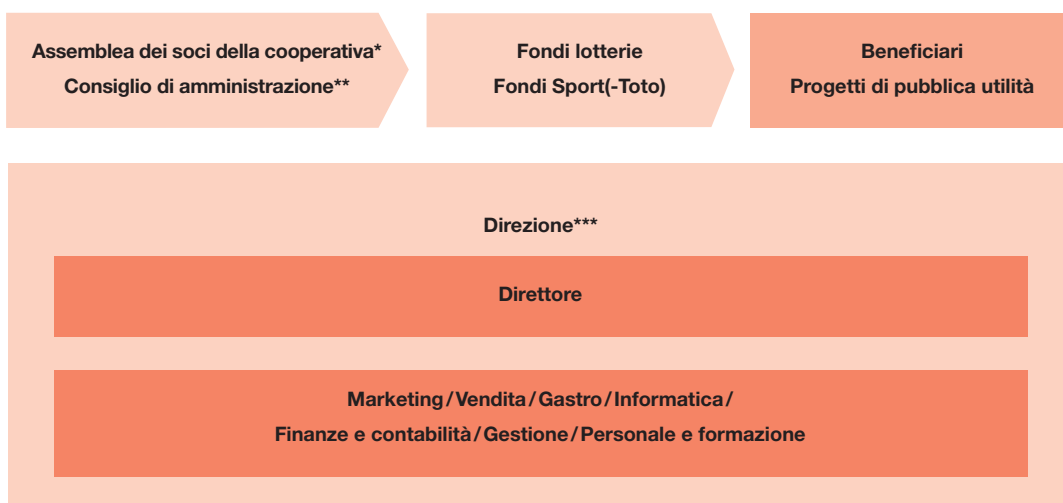 Assemblea dei soci della cooperativa*
Consiglio di amministrazione**
Fondi lotterie
Fondi Sport(-Toto)
Beneficiari
Progetti di pubblica utilità
Direzione***
Direttore
Marketing/Vendita/Gastro/Informatica/
Finanze e contabilità/Gestione/Personale e formazione